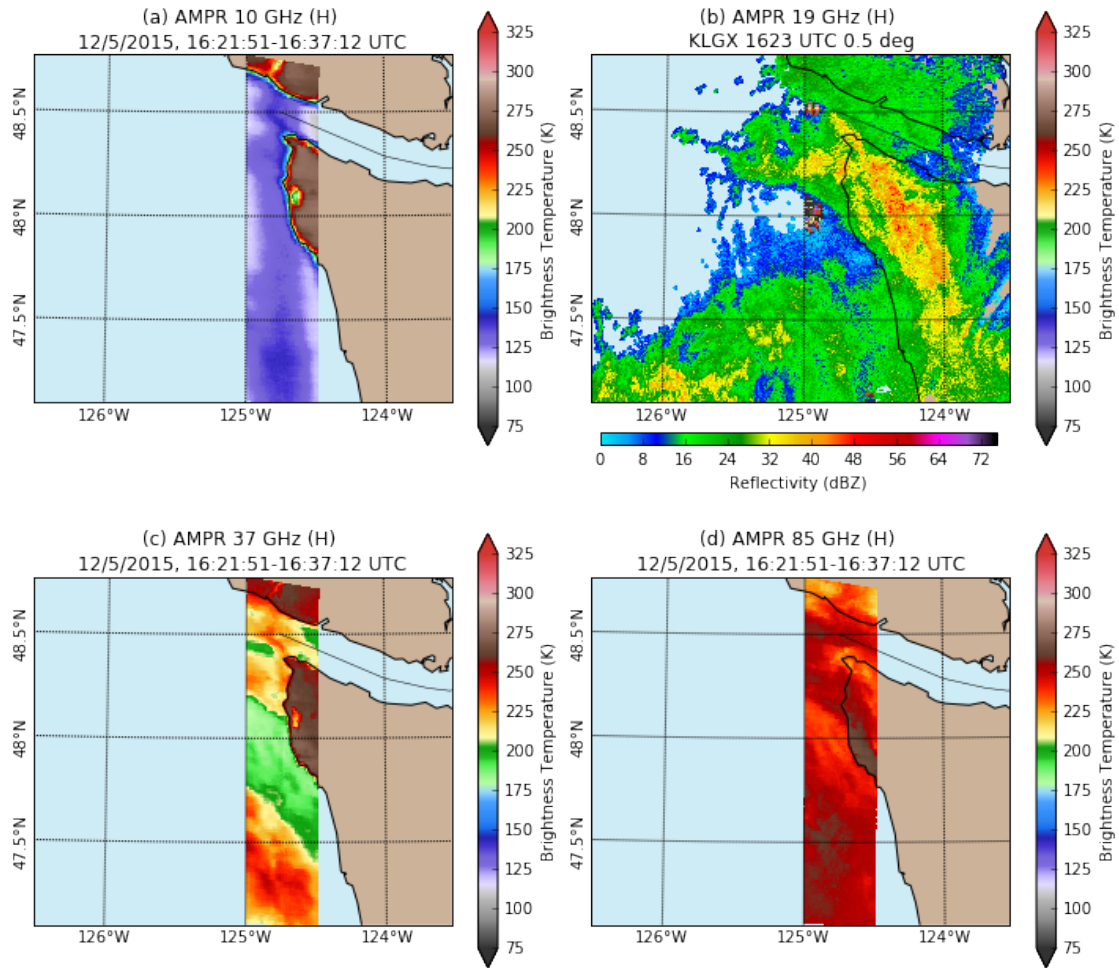 (a) AMPR 10 GHz (H)
12/5/2015, 16:21:51-16:37:12 UTC
48.5°N
48°N
47.5°N
126°W
125°W
124°W
325
300
275
250
225
200
175
150
125
100
75
Brightness Temperature (K)
(b) AMPR 19 GHz (H)
KLGX 1623 UTC 0.5 deg
48.5°N
48°N
47.5°N
126°W
125°W
124°W
325
300
275
250
225
200
175
150
125
100
75
Brightness Temperature (K)
0 8 16 24 32 40 48 56 64 72
Reflectivity (dBZ)
(c) AMPR 37 GHz (H)
12/5/2015, 16:21:51-16:37:12 UTC
48.5°N
48°N
47.5°N
126°W
125°W
124°W
325
300
275
250
225
200
175
150
125
100
75
Brightness Temperature (K)
(d) AMPR 85 GHz (H)
12/5/2015, 16:21:51-16:37:12 UTC
48.5°N
48°N
47.5°N
126°W
125°W
124°W
325
300
275
250
225
200
175
150
125
100
75
Brightness Temperature (K)